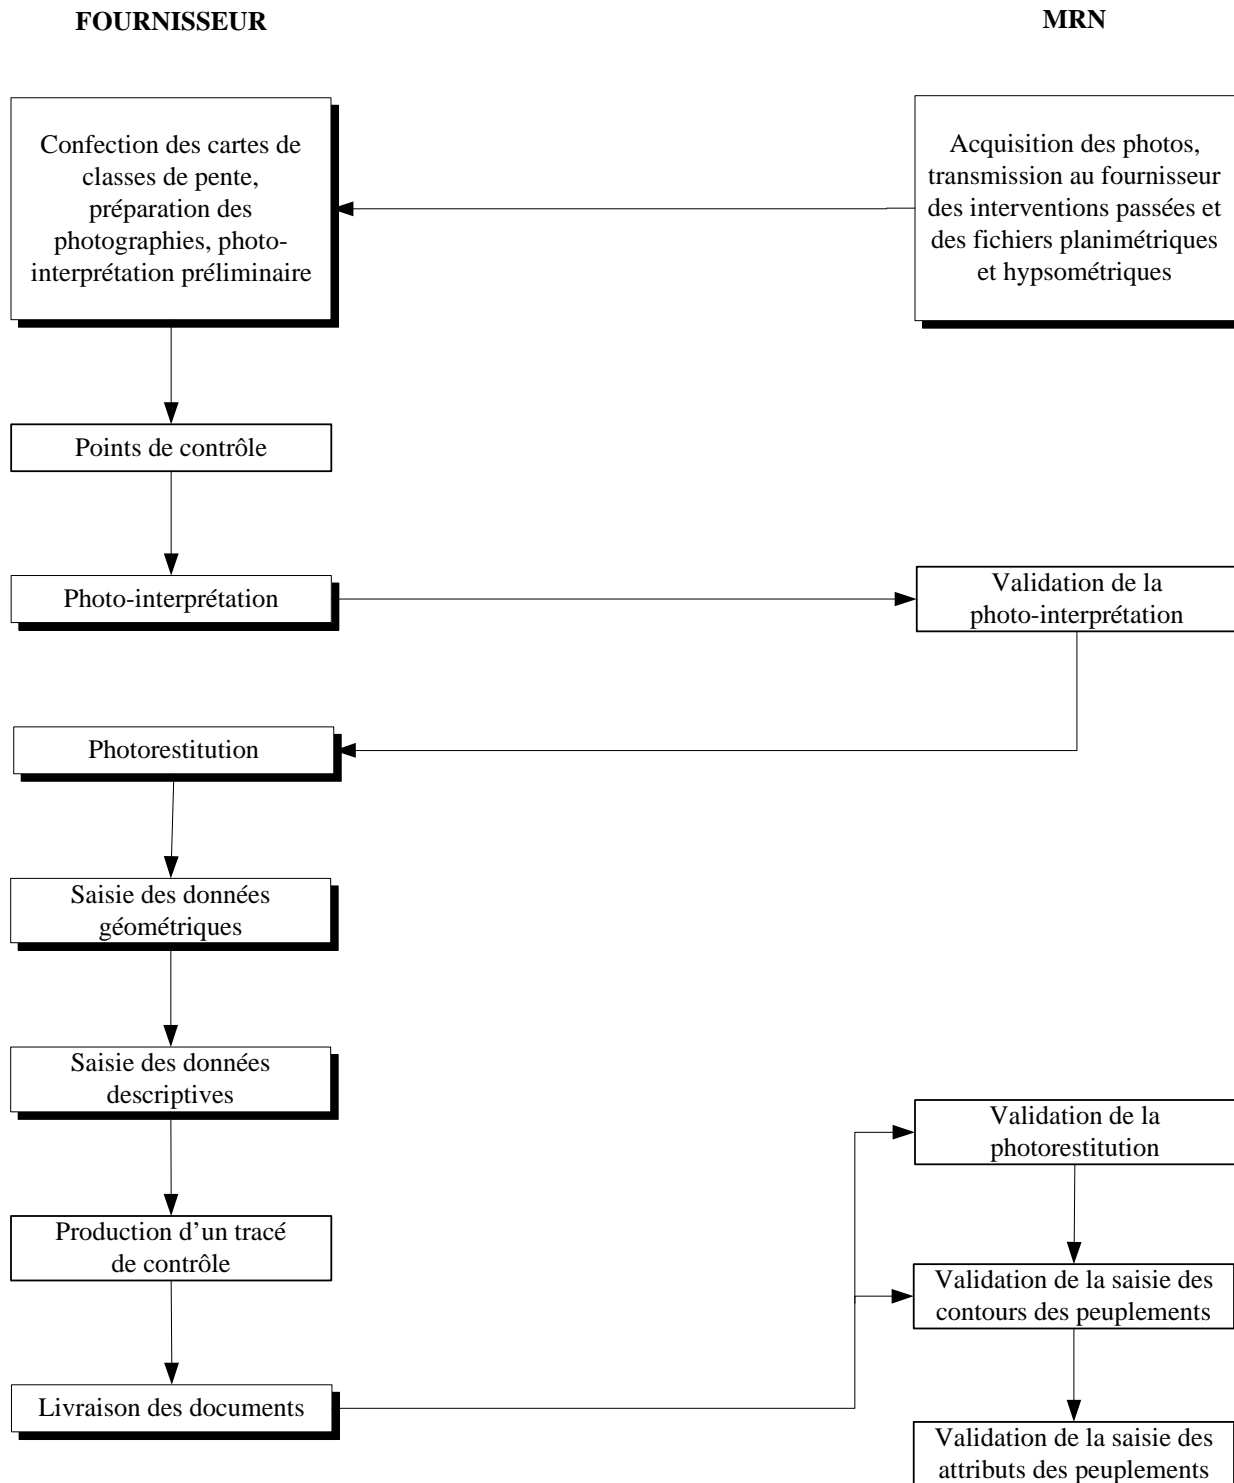 FOURNISSEUR
MRN
Confection des cartes de
classes de pente,
préparation des
photographies, photo-
interprétation préliminaire
Acquisition des photos,
transmission au fournisseur
des interventions passées et
des fichiers planimétriques
et hypsométriques
Points de contrôle
Photo-interprétation
Validation de la
photo-interprétation
Photorestitution
Saisie des données
géométriques
Saisie des données
descriptives
Validation de la
photorestitution
Production d’un tracé
de contrôle
Validation de la saisie des
contours des peuplements
Livraison des documents
Validation de la saisie des
attributs des peuplements